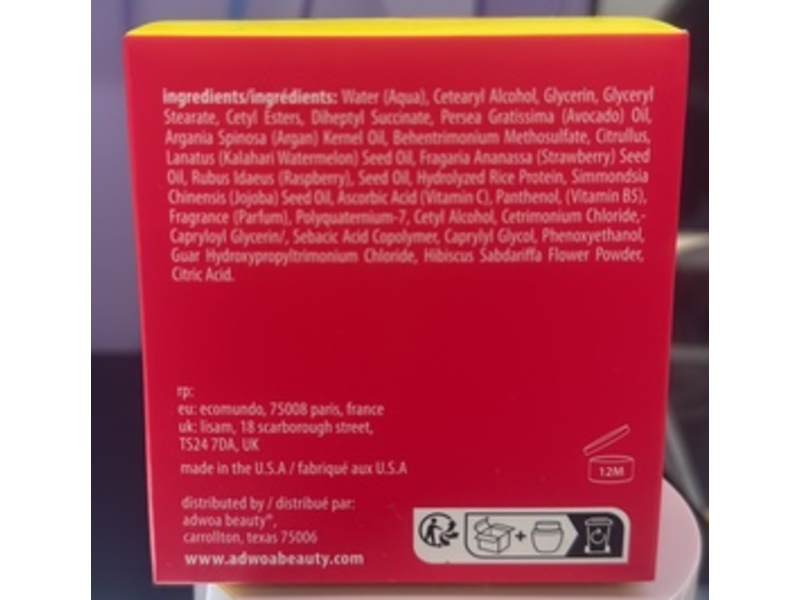 ingredients/ingrédients: Water (Aqua), Cetearyl Alcohol, Glycerin, Glyceryl
Stearate, Cetyl Esters, Diheptyl Succinate, Persea Gratissima (Avocado) Oil,
Argania Spinosa (Argan) Kernel Oil, Behentrimonium Methosulfate, Citrullus,
Lanatus (Kalahari Watermelon) Seed Oil, Fragaria Ananassa (Strawberry) Seed
Oil, Rubus Idaeus (Raspberry), Seed Oil, Hydrolyzed Rice Protein, Simmondsia
Chinensis (Jojoba) Seed Oil, Ascorbic Acid (Vitamin C), Panthenol, (Vitamin B5),
Fragrance (Parfum), Polyquaternium-7, Cetyl Alcohol, Cetrimonium Chloride,-
Capryloyl Glycerin/, Sebacic Acid Copolymer, Caprylyl Glycol, Phenoxyethanol,
Guar Hydroxypropyltrimonium Chloride, Hibiscus Sabdariffa Flower Powder,
Citric Acid.
rp:
eu: ecomundo, 75008 paris, france
uk: lisam, 18 scarborough street,
TS24 7DA, UK
made in the U.S.A / fabriqué aux U.S.A
12M
distributed by / distribué par:
adwoa beauty®,
carrollton, texas 75006
www.adwoabeauty.com
+